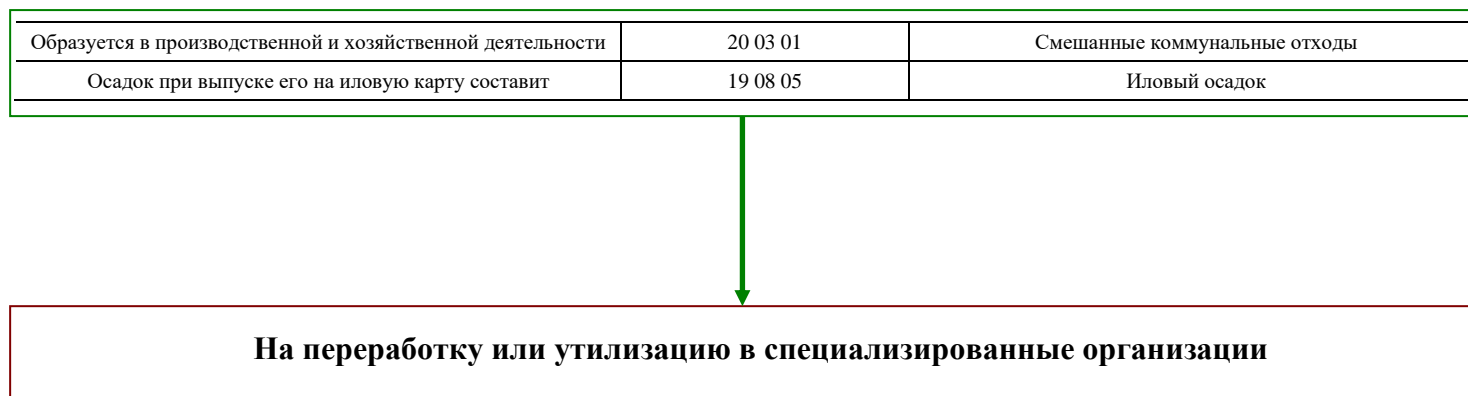 Образуется в производственной и хозяйственной деятельности 20 03 01 Смешанные коммунальные отходы
Осадок при выпуске его на иловую карту составит 19 08 05 Иловый осадок
На переработку или утилизацию в специализированные организации